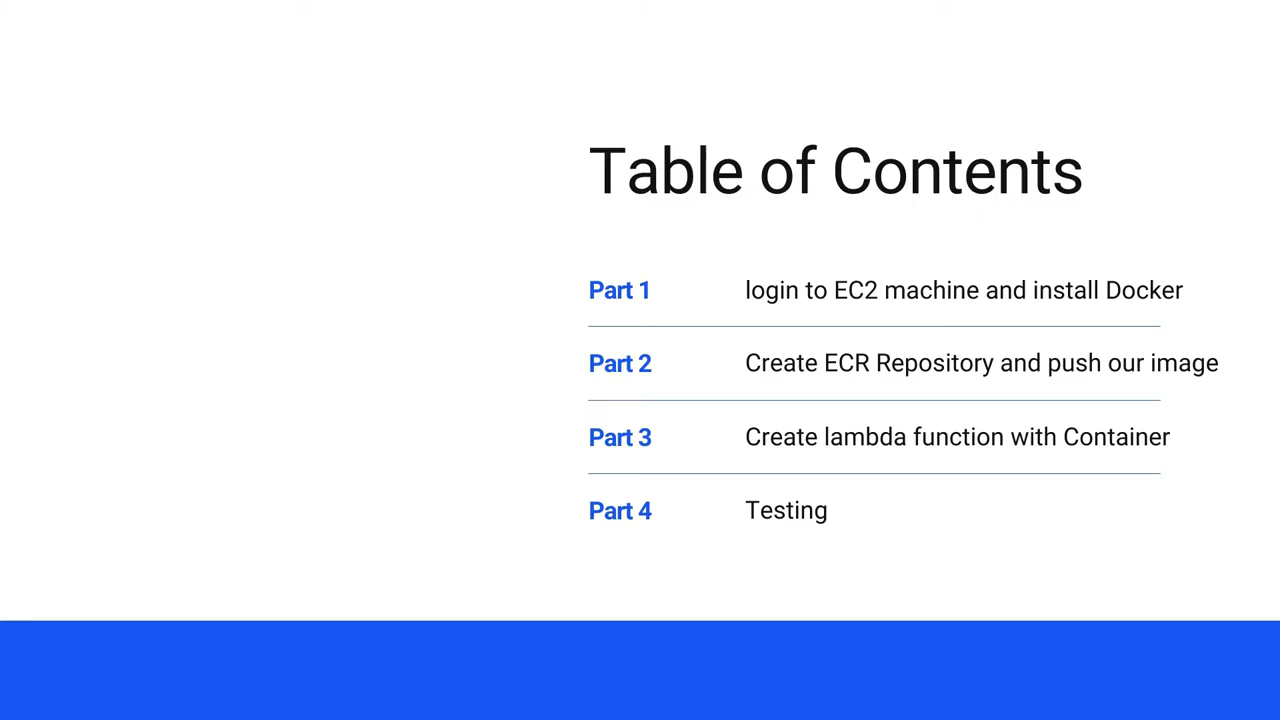 Table of Contents
Part 1 login to EC2 machine and install Docker
Part 2 Create ECR Repository and push our image
Part 3 Create lambda function with Container
Part 4 Testing